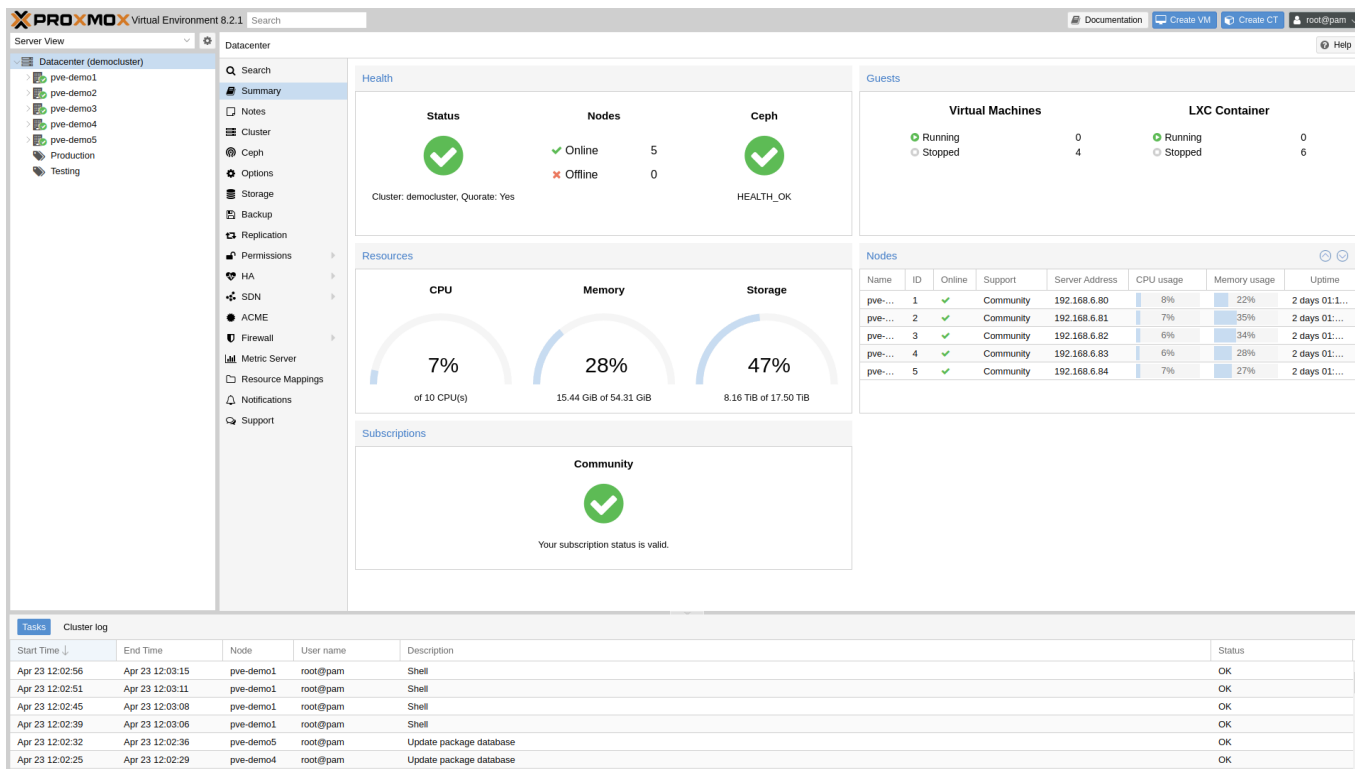 PROXMOX Virtual Environment 8.2.1 Search Documentation Create VM Create CT root@pam
Server View
Datacenter (democluster)
pve-demo1
pve-demo2
pve-demo3
pve-demo4
pve-demo5
Production
Testing
Datacenter Help
Search
Summary
Notes
Cluster
Ceph
Options
Storage
Backup
Replication
Permissions
HA
SDN
ACME
Firewall
Metric Server
Resource Mappings
Notifications
Support
Health
Status Nodes Ceph
Online 5
Offline 0
Cluster: democluster, Quorate: Yes HEALTH_OK
Guests
Virtual Machines LXC Container
Running 0 Running 0
Stopped 4 Stopped 6
Resources
CPU Memory Storage
7% 28% 47%
of 10 CPU(s) 15.44 GiB of 54.31 GiB 8.16 TiB of 17.50 TiB
Nodes
Name ID Online Support Server Address CPU usage Memory usage Uptime
pve-... 1 Community 192.168.6.80 8% 22% 2 days 01:1...
pve-... 2 Community 192.168.6.81 7% 35% 2 days 01:...
pve-... 3 Community 192.168.6.82 6% 34% 2 days 01:...
pve-... 4 Community 192.168.6.83 6% 28% 2 days 01:...
pve-... 5 Community 192.168.6.84 7% 27% 2 days 01:...
Subscriptions
Community
Your subscription status is valid.
Tasks Cluster log
Start Time End Time Node User name Description Status
Apr 23 12:02:56 Apr 23 12:03:15 pve-demo1 root@pam Shell OK
Apr 23 12:02:51 Apr 23 12:03:11 pve-demo1 root@pam Shell OK
Apr 23 12:02:45 Apr 23 12:03:08 pve-demo1 root@pam Shell OK
Apr 23 12:02:39 Apr 23 12:03:06 pve-demo1 root@pam Shell OK
Apr 23 12:02:32 Apr 23 12:02:36 pve-demo5 root@pam Update package database OK
Apr 23 12:02:25 Apr 23 12:02:29 pve-demo4 root@pam Update package database OK